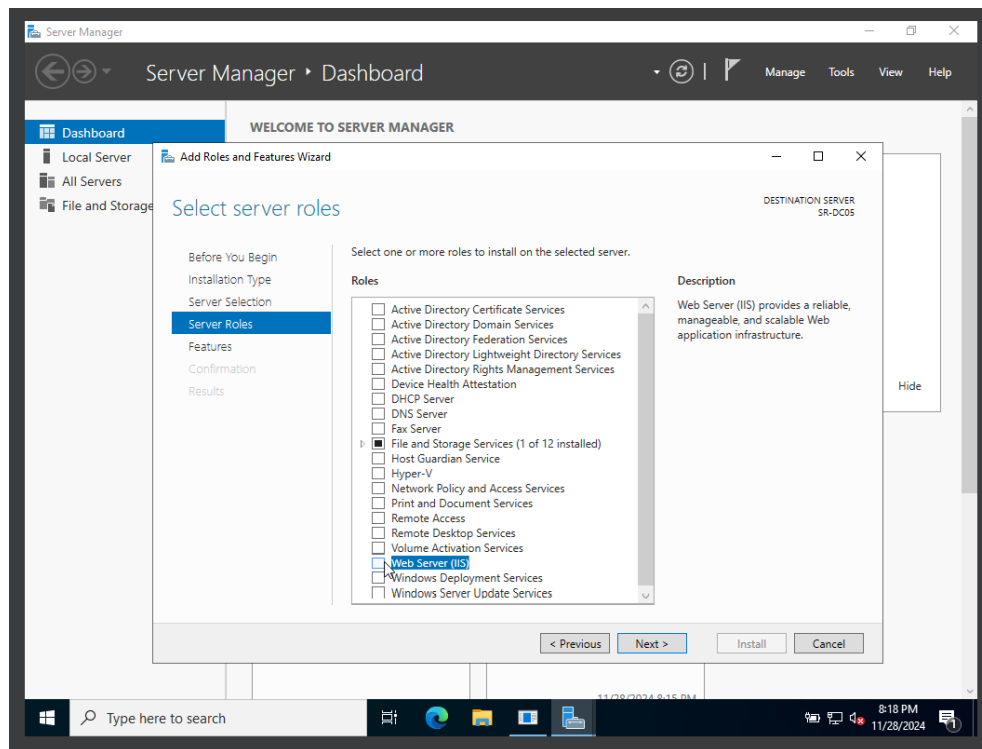 Server Manager
Server Manager ‣ Dashboard
Manage Tools View Help
Dashboard
Local Server
All Servers
File and Storage
WELCOME TO SERVER MANAGER
Add Roles and Features Wizard
Select server roles
DESTINATION SERVER
SR-DC05
Before You Begin
Installation Type
Server Selection
Server Roles
Features
Confirmation
Results
Select one or more roles to install on the selected server.
Roles
Active Directory Certificate Services
Active Directory Domain Services
Active Directory Federation Services
Active Directory Lightweight Directory Services
Active Directory Rights Management Services
Device Health Attestation
DHCP Server
DNS Server
Fax Server
File and Storage Services (1 of 12 installed)
Host Guardian Service
Hyper-V
Network Policy and Access Services
Print and Document Services
Remote Access
Remote Desktop Services
Volume Activation Services
Web Server (IIS)
Windows Deployment Services
Windows Server Update Services
Description
Web Server (IIS) provides a reliable,
manageable, and scalable Web
application infrastructure.
Hide
< Previous Next > Install Cancel
11/28/2024 8:15 PM
Type here to search
8:18 PM
11/28/2024
1